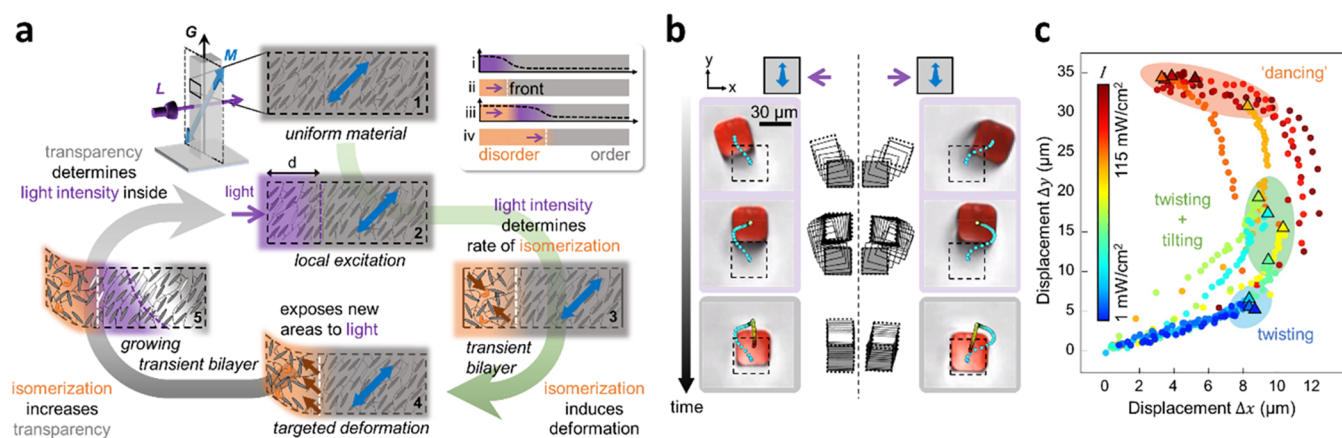 a
G
M
L
1
uniform material
i
ii
front
iii
iv
disorder
order
transparency
determines
light intensity inside
d
light
2
local excitation
light intensity
determines
rate of isomerization
5
growing
transient bilayer
exposes new
areas to light
3
transient
bilayer
4
targeted deformation
isomerization
increases
transparency
isomerization
induces
deformation
b
y
x
30 μm
time
c
Displacement Δy (μm)
35
30
25
20
15
10
5
0
I
115 mW/cm²
1 mW/cm²
'dancing'
twisting
+
tilting
twisting
0 2 4 6 8 10 12
Displacement Δx (μm)